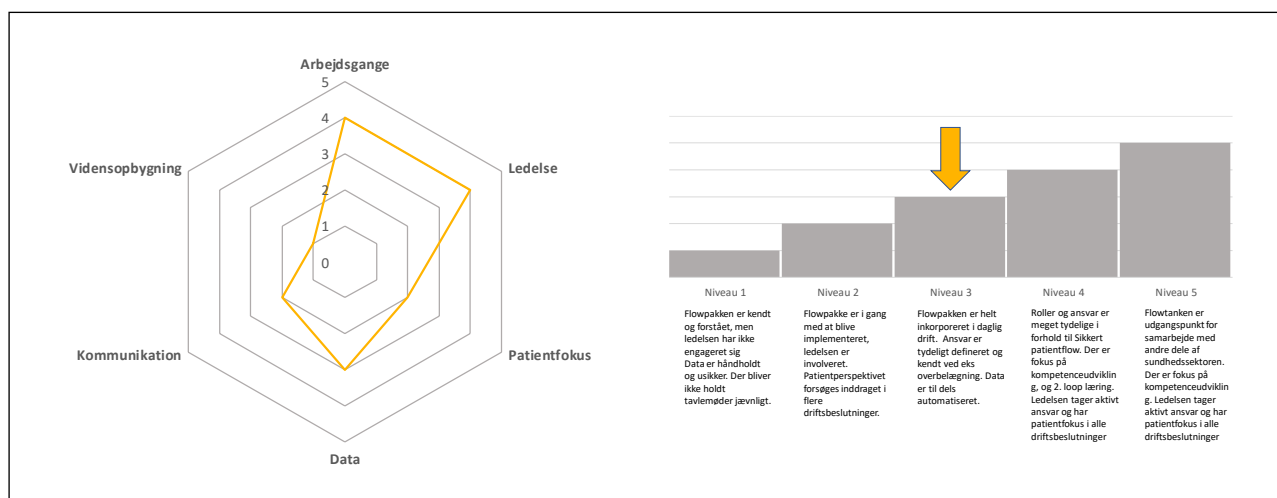 Arbejdsgange
5
4
3
2
1
0
Ledelse
Patientfokus
Data
Kommunikation
Vidensopbygning
Niveau 1
Flowpakken er kendt
og forstået, men
ledelsen har ikke
engageret sig
Data er håndholdt
og usikker. Der bliver
ikke holdt
tavlemøder jævnligt.
Niveau 2
Flowpakke er i gang
med at blive
implementeret,
ledelsen er
involveret.
Patientperspektivet
forsøges inddraget i
flere
driftsbeslutninger.
Niveau 3
Flowpakken er helt
inkorporeret i daglig
drift.  Ansvar er
tydeligt defineret og
kendt ved eks
overbelægning. Data
er til dels
automatiseret.
Niveau 4
Roller og ansvar er
meget tydelige i
forhold til Sikkert
patientflow. Der er
fokus på
kompetenceudviklin
g, og 2. loop læring.
Ledelsen tager aktivt
ansvar og har
patientfokus i alle
driftsbeslutninger
Niveau 5
Flowtanken er
udgangspunkt for
samarbejde med
andre dele af
sundhedssektoren.
Der er fokus på
kompetenceudviklin
g. Ledelsen tager
aktivt ansvar og har
patientfokus i alle
driftsbeslutninger